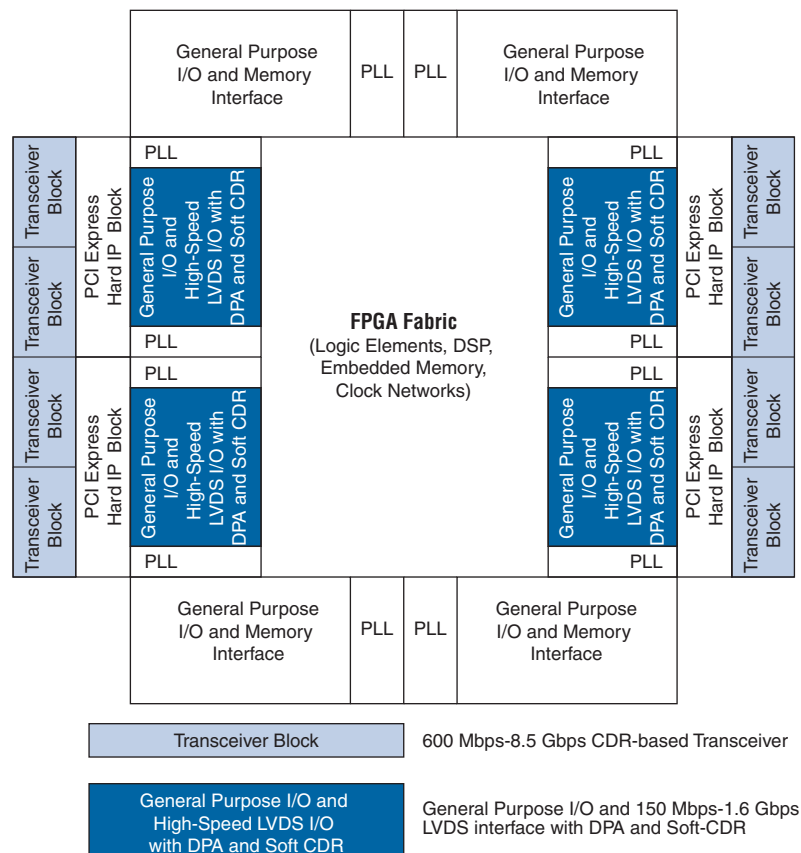 General Purpose
I/O and Memory
Interface
PLL
PLL
General Purpose
I/O and Memory
Interface
Transceiver
Block
Transceiver
Block
PCI Express
Hard IP Block
PLL
General Purpose
I/O and
High-Speed
LVDS I/O with
DPA and Soft CDR
PLL
Transceiver
Block
Transceiver
Block
PCI Express
Hard IP Block
PLL
General Purpose
I/O and
High-Speed
LVDS I/O with
DPA and Soft CDR
PLL
FPGA Fabric
(Logic Elements, DSP,
Embedded Memory,
Clock Networks)
PLL
General Purpose
I/O and
High-Speed
LVDS I/O with
DPA and Soft CDR
PLL
PCI Express
Hard IP Block
Transceiver
Block
Transceiver
Block
PLL
General Purpose
I/O and
High-Speed
LVDS I/O with
DPA and Soft CDR
PLL
PCI Express
Hard IP Block
Transceiver
Block
Transceiver
Block
General Purpose
I/O and Memory
Interface
PLL
PLL
General Purpose
I/O and Memory
Interface
Transceiver Block
600 Mbps-8.5 Gbps CDR-based Transceiver
General Purpose I/O and
High-Speed LVDS I/O
with DPA and Soft CDR
General Purpose I/O and 150 Mbps-1.6 Gbps
LVDS interface with DPA and Soft-CDR